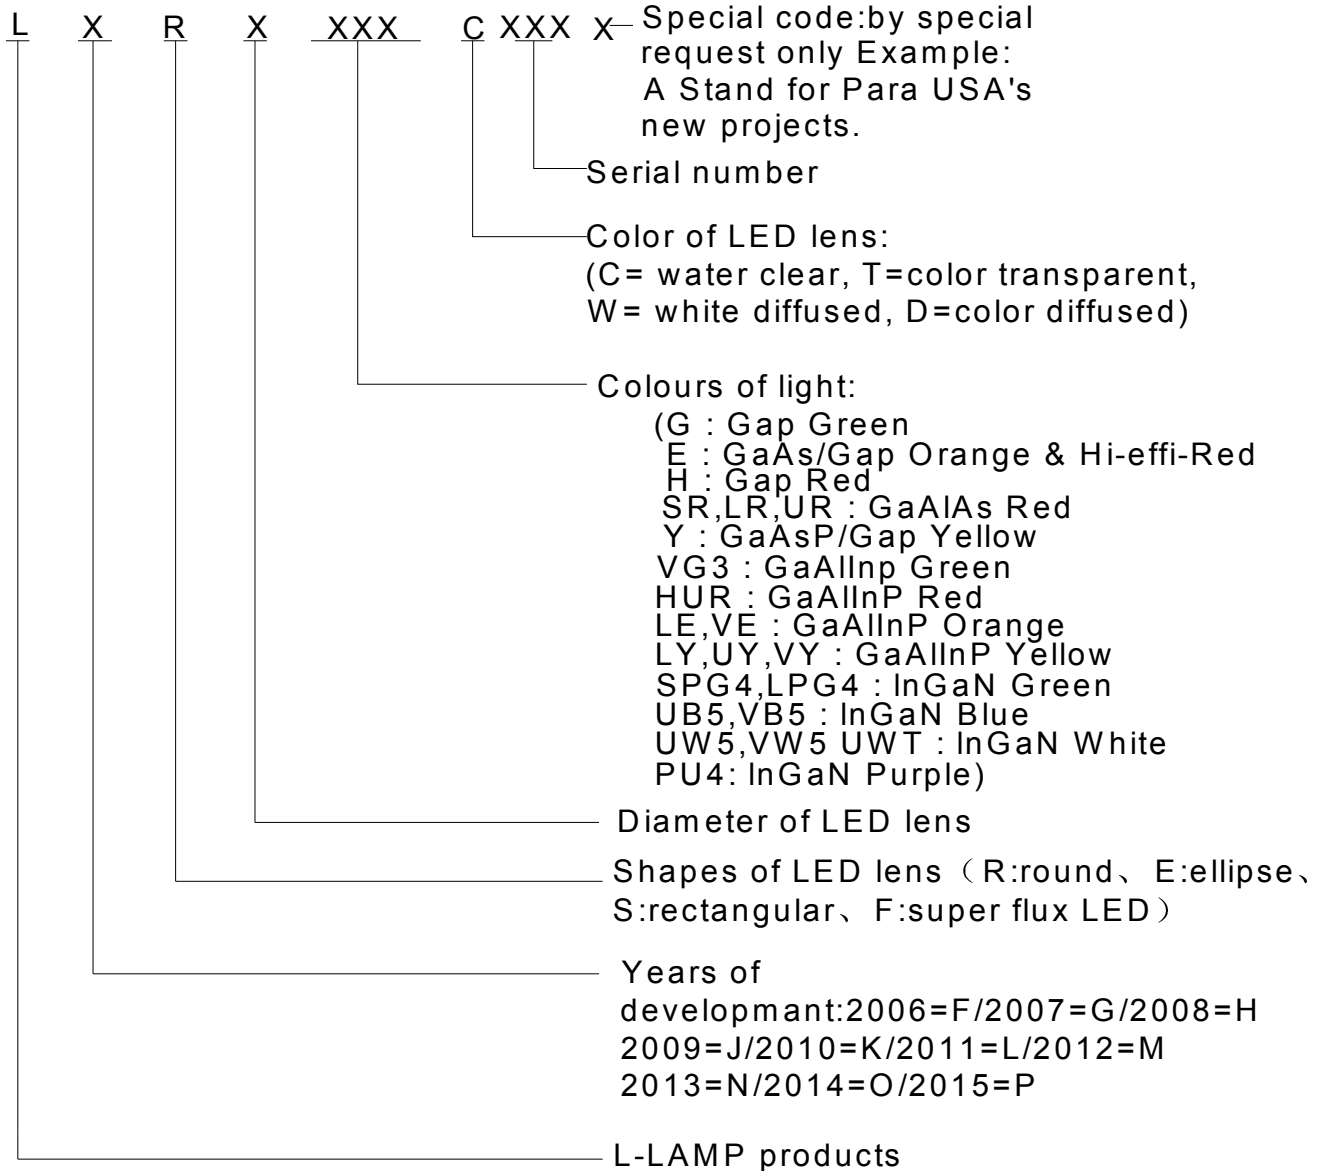 L X R X XXX C XXX X
Special code:by special
request only Example:
A Stand for Para USA's
new projects.
Serial number
Color of LED lens:
(C= water clear, T=color transparent,
W= white diffused, D=color diffused)
Colours of light:
(G : Gap Green
E : GaAs/Gap Orange & Hi-effi-Red
H : Gap Red
SR,LR,UR : GaAlAs Red
Y : GaAsP/Gap Yellow
VG3 : GaAlInp Green
HUR : GaAlInP Red
LE,VE : GaAlInP Orange
LY,UY,VY : GaAlInP Yellow
SPG4,LPG4 : InGaN Green
UB5,VB5 : InGaN Blue
UW5,VW5 UWT : InGaN White
PU4: InGaN Purple)
Diameter of LED lens
Shapes of LED lens（R:round、E:ellipse、
S:rectangular、F:super flux LED）
Years of
developmant:2006=F/2007=G/2008=H
2009=J/2010=K/2011=L/2012=M
2013=N/2014=O/2015=P
L-LAMP products